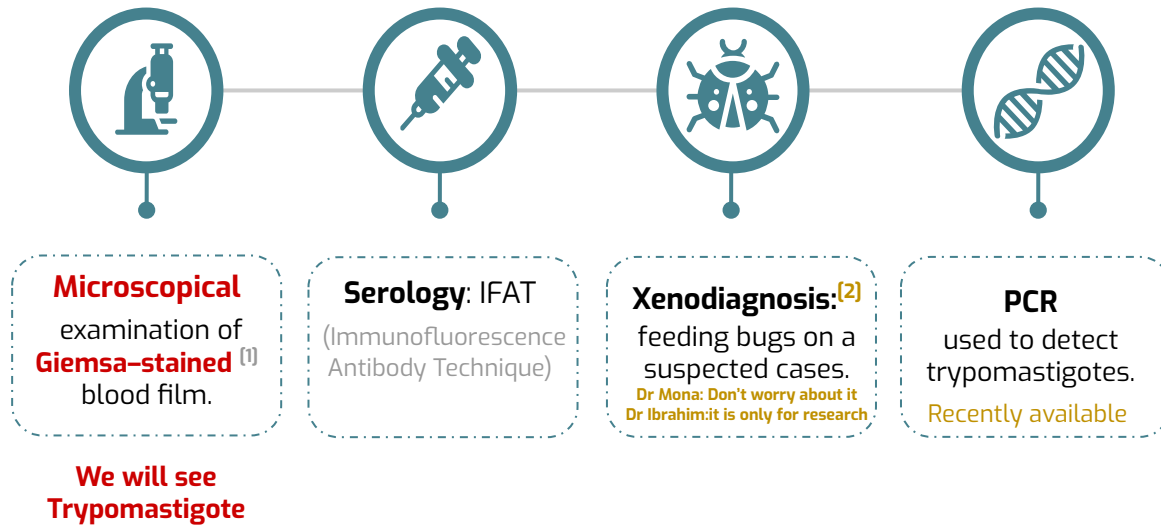 Microscopical
examination of
Giemsa–stained [1]
blood film.
We will see
Trypomastigote
Serology: IFAT
(Immunofluorescence
Antibody Technique)
Xenodiagnosis:[2]
feeding bugs on a
suspected cases.
Dr Mona: Don't worry about it
Dr Ibrahim:it is only for research
PCR
used to detect
trypomastigotes.
Recently available